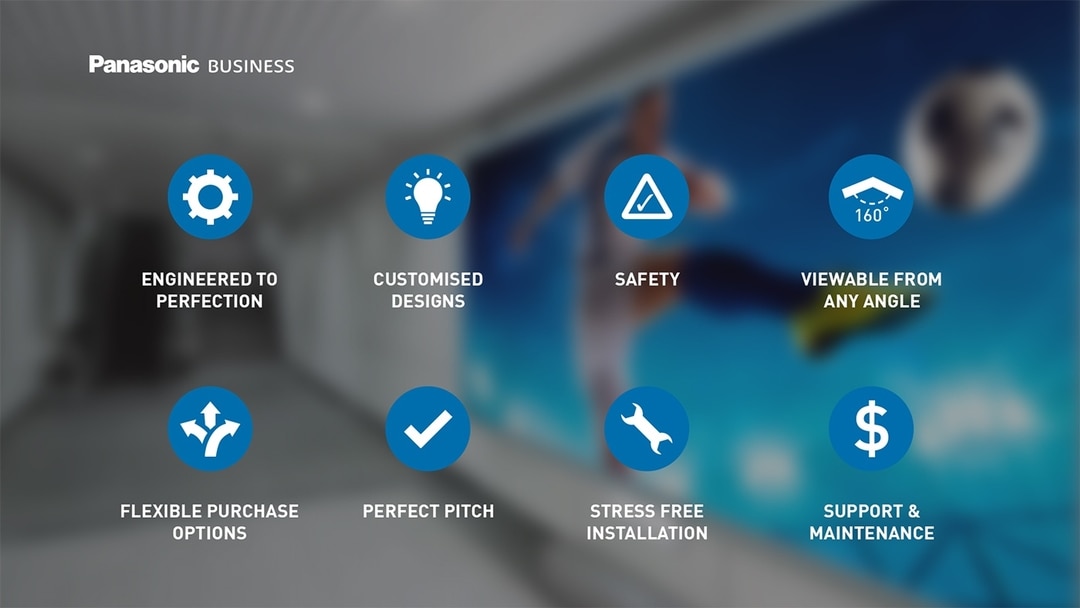 Panasonic BUSINESS
ENGINEERED TO
PERFECTION
CUSTOMISED
DESIGNS
SAFETY
160°
VIEWABLE FROM
ANY ANGLE
FLEXIBLE PURCHASE
OPTIONS
PERFECT PITCH
STRESS FREE
INSTALLATION
$
SUPPORT &
MAINTENANCE